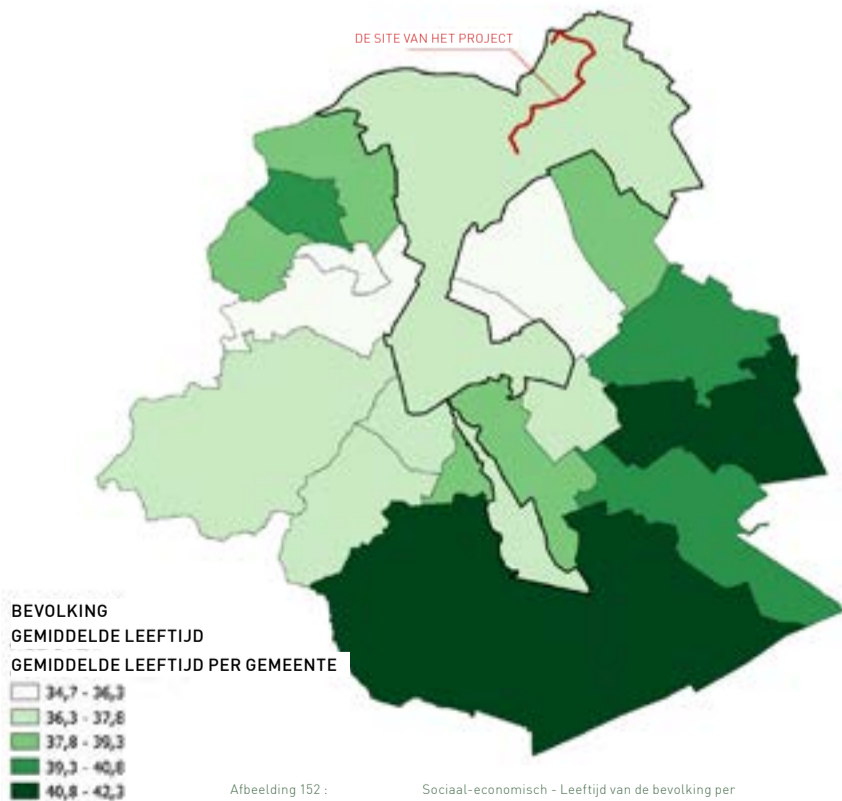 DE SITE VAN HET PROJECT
BEVOLKING
GEMIDDELDE LEEFTIJD
GEMIDDELDE LEEFTIJD PER GEMEENTE
34,7 - 36,3
36,3 - 37,8
37,8 - 39,3
39,3 - 40,8
40,8 - 42,3
Afbeelding 152 : Sociaal-economisch - Leeftijd van de bevolking per